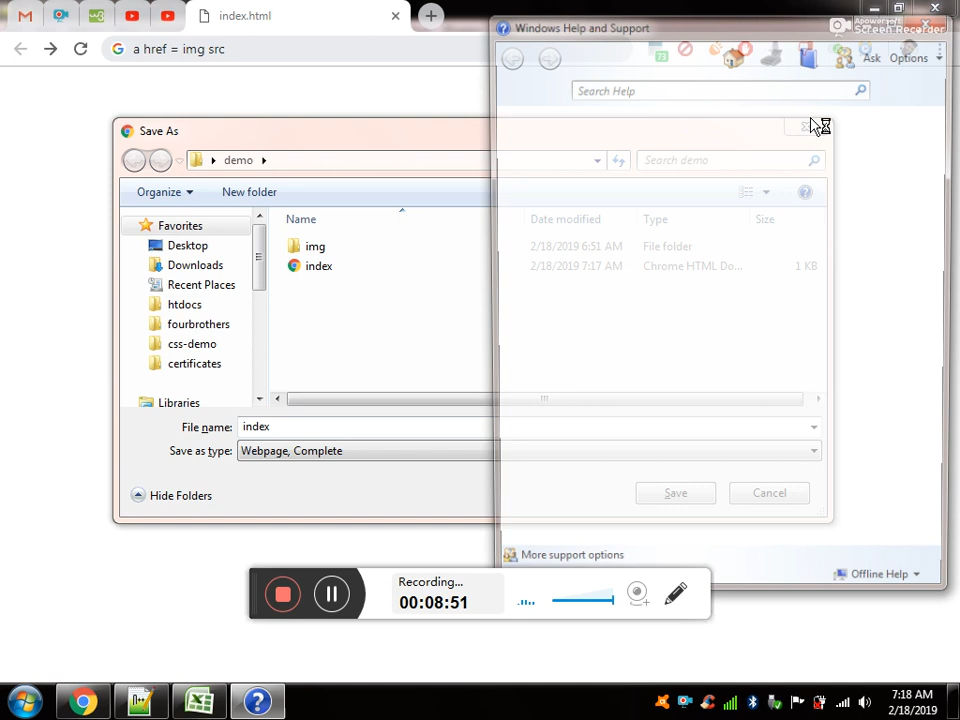 index.html
a href = img src
Windows Help and Support
Apowersoft
Screen Recorder
Ask
Options
Search Help
Save As
demo
Search demo
Organize
New folder
Favorites
Desktop
Downloads
Recent Places
htdocs
fourbrothers
css-demo
certificates
Libraries
Name
Date modified
Type
Size
img
2/18/2019 6:51 AM
File folder
index
2/18/2019 7:17 AM
Chrome HTML Do...
1 KB
File name:
index
Save as type:
Webpage, Complete
Hide Folders
Save
Cancel
More support options
Offline Help
Recording...
00:08:51
7:18 AM
2/18/2019